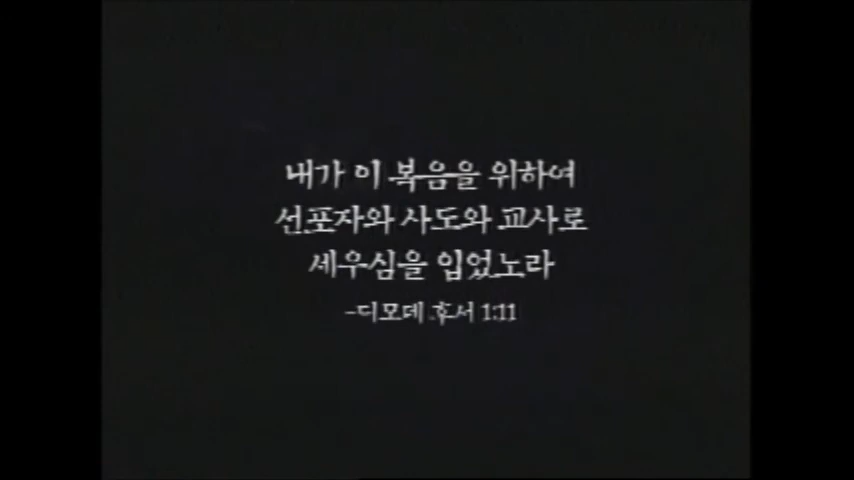 내가 이 복음을 위하여
선포자와 사도와 교사로
세우심을 입었노라
-디모데 후서 1:11